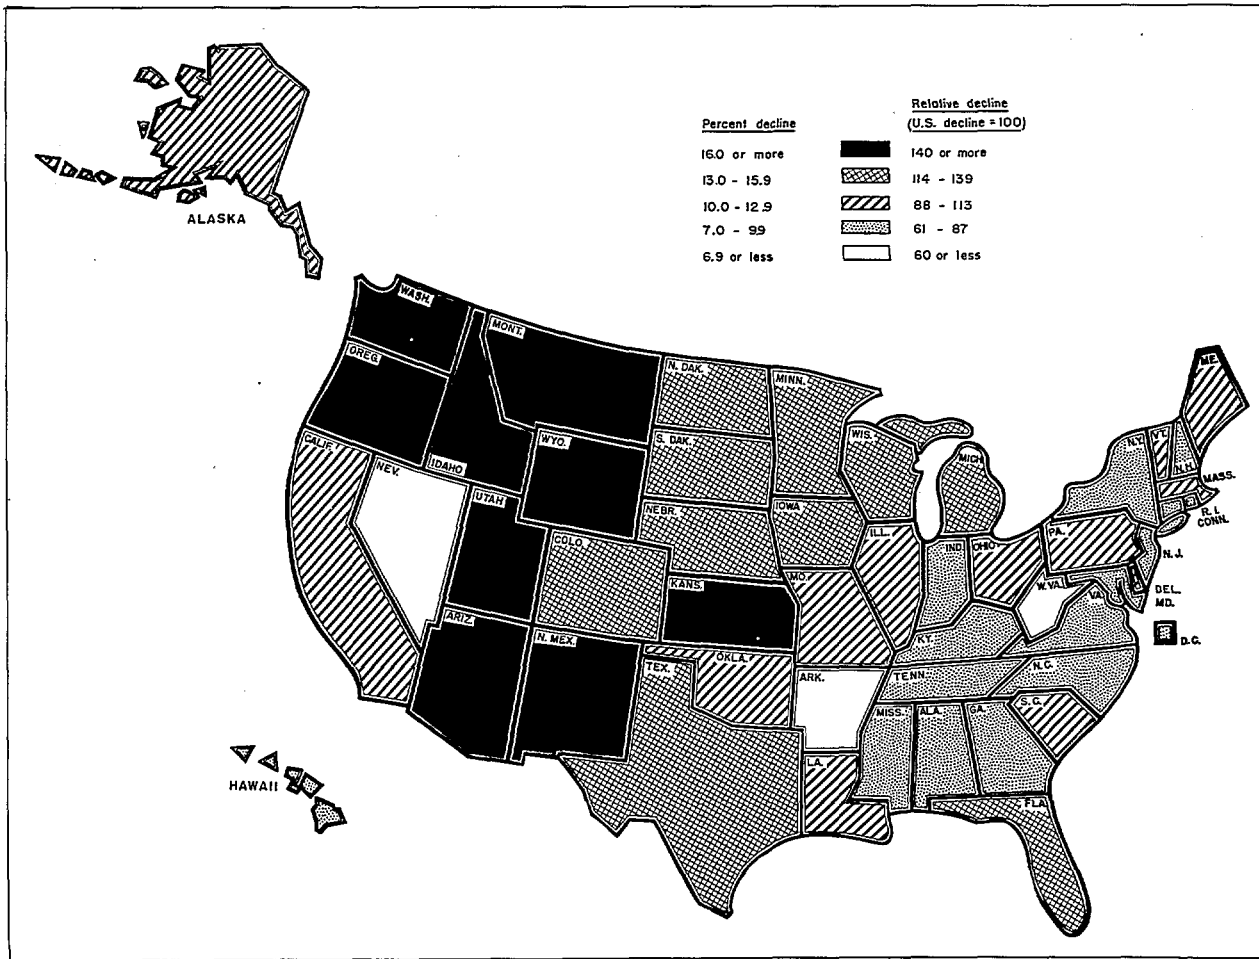 Relative decline
Percent decline (U.S. decline = 100)
16.0 or more 140 or more
13.0 - 15.9 114 - 139
10.0 - 12.9 88 - 113
7.0 - 9.9 61 - 87
6.9 or less 60 or less
ALASKA
WASH.
MONT.
OREG.
N. DAK.
MINN.
ME.
CALIF.
NEV.
IDAHO
WYO.
S. DAK.
WIS.
MICH.
N.Y.
VT.
N.H.
MASS.
R. I.
CONN.
UTAH
NEBR.
IOWA
COLO.
ILL.
IND.
OHIO
PA.
N.J.
DEL.
MD.
D.C.
KANS.
MO.
W.VA.
VA.
KY.
ARIZ.
N. MEX.
OKLA.
TEX.
ARK.
TENN.
N.C.
S.C.
MISS.
ALA.
GA.
LA.
FLA.
HAWAII